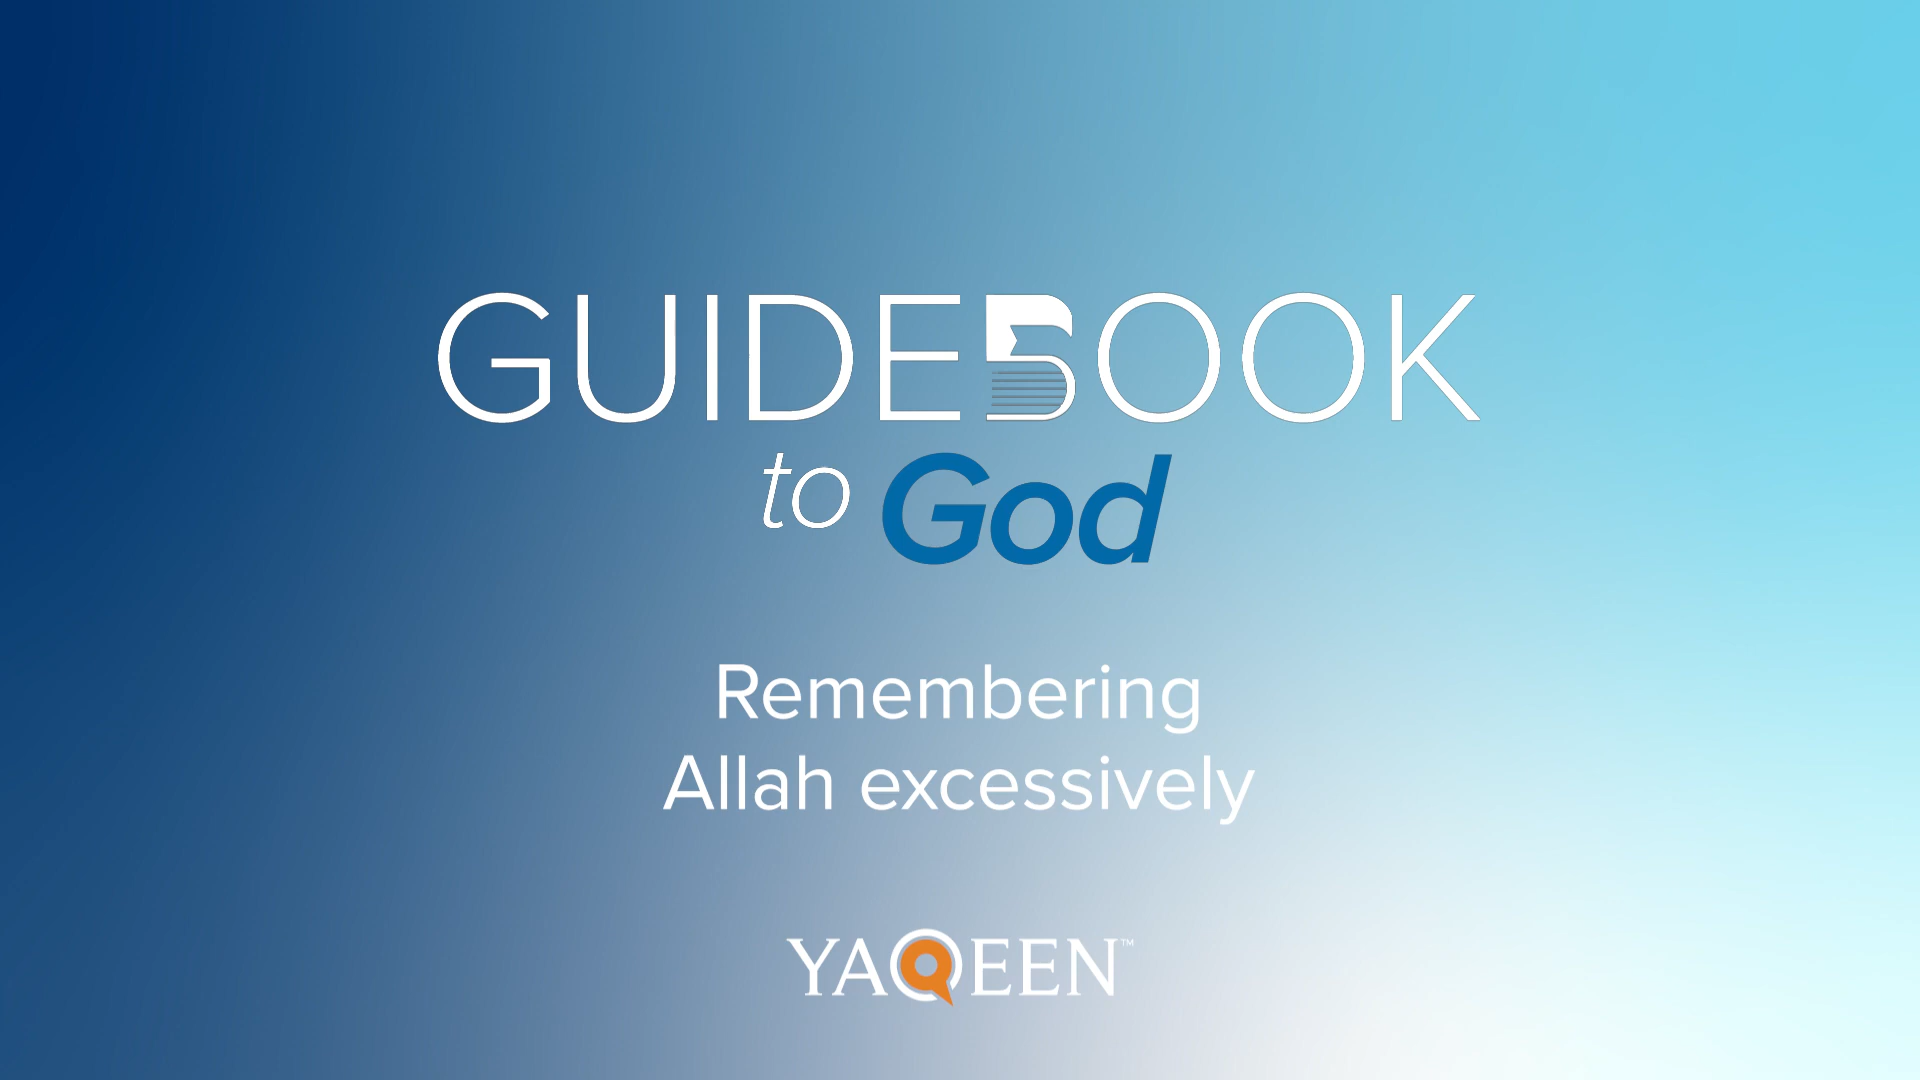 GUIDEBOOK
to God
Remembering
Allah excessively
YAQEEN™